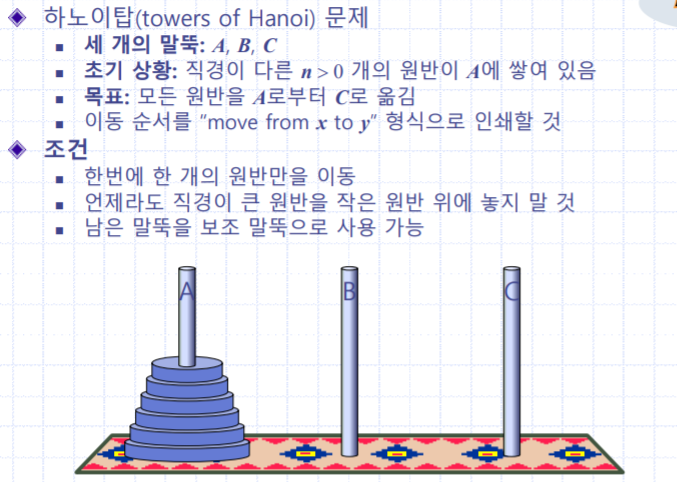 하노이탑(towers of Hanoi) 문제
세 개의 말뚝: A, B, C
초기 상황: 직경이 다른 n > 0 개의 원반이 A에 쌓여 있음
목표: 모든 원반을 A로부터 C로 옮김
이동 순서를 “move from x to y” 형식으로 인쇄할 것
조건
한번에 한 개의 원반만을 이동
언제라도 직경이 큰 원반을 작은 원반 위에 놓지 말 것
남은 말뚝을 보조 말뚝으로 사용 가능
A B C